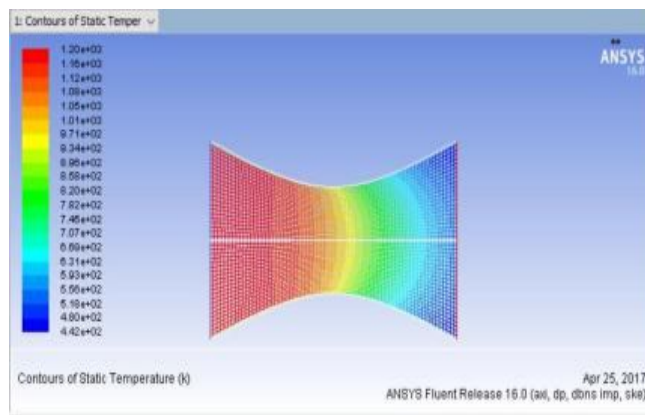 1: Contours of Static Temper
ANSYS
16.0
1.20e+03
1.16e+03
1.12e+03
1.08e+03
1.05e+03
1.01e+03
9.71e+02
9.34e+02
8.96e+02
8.58e+02
8.20e+02
7.82e+02
7.45e+02
7.07e+02
6.69e+02
6.31e+02
5.93e+02
5.56e+02
5.18e+02
4.80e+02
4.42e+02
Contours of Static Temperature (k)
Apr 25, 2017
ANSYS Fluent Release 16.0 (axi, dp, dbns imp, ske)